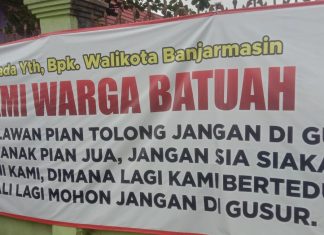 Yth, Bpk. Walikota Banjarmasin
WARGA BATUAH
PIAN TOLONG JANGAN DI
ANAK PIAN JUA, JANGAN SIA SIAKA
KAMI, DIMANA LAGI KAMI BERTEDU
LAGI MOHON JANGAN DI GUSUR.